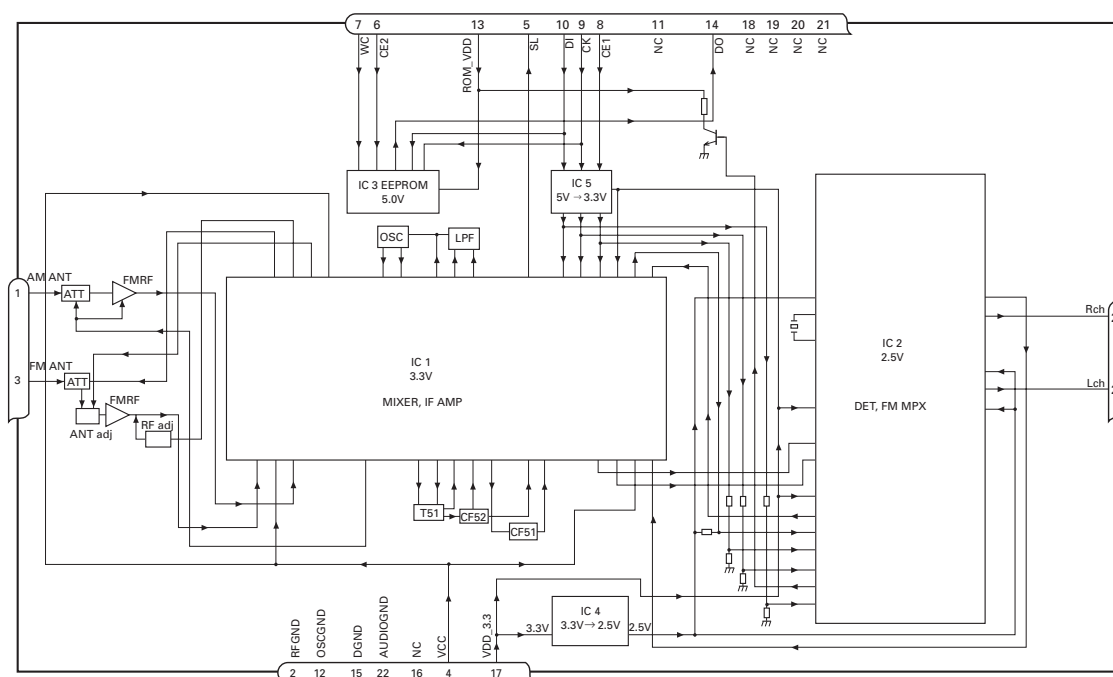 7 6 13 5 10 9 8 11 14 18 19 20 21
WC
CE2
ROM_VDD
SL
DI
CK
CE1
NC
DO
NC
NC
NC
NC
IC 3 EEPROM
5.0V
IC 5
5V → 3.3V
OSC
LPF
AM ANT
1
ATT
FMRF
FM ANT
3
ATT
FMRF
RF adj
ANT adj
IC 1
3.3V
MIXER, IF AMP
IC 2
2.5V
DET, FM MPX
Rch
Lch
T51
CF52
CF51
IC 4
3.3V → 2.5V
3.3V
2.5V
RFGND
OSCGND
DGND
AUDIOGND
NC
VCC
VDD_3.3
2 12 15 22 16 4 17